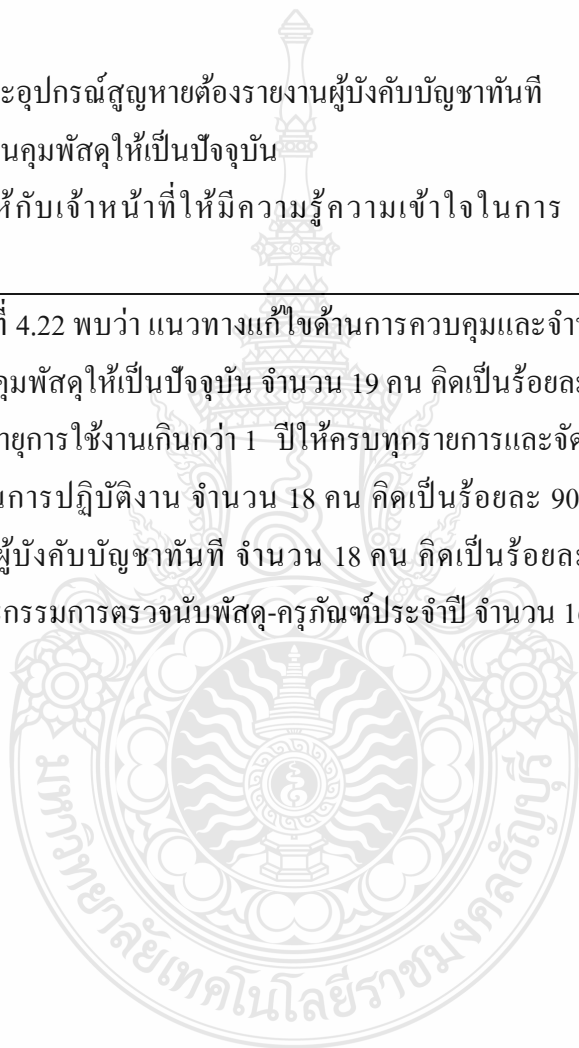 ะอุปกรณ์สูญหายต้องรายงานผู้บังคับบัญชาทันที
นคุมพัสดุให้เป็นปัจจุบัน
ห้กับเจ้าหน้าที่ให้มีความรู้ความเข้าใจในการ
ที่ 4.22 พบว่า แนวทางแก้ไขด้านการควบคุมและจำ
คุมพัสดุให้เป็นปัจจุบัน จำนวน 19 คน คิดเป็นร้อยละ
ายุการใช้งานเกินกว่า 1 ปีให้ครบทุกรายการและจัด
นการปฏิบัติงาน จำนวน 18 คน คิดเป็นร้อยละ 90
ผู้บังคับบัญชาทันที จำนวน 18 คน คิดเป็นร้อยละ
ะกรรมการตรวจนับพัสดุ-ครุภัณฑ์ประจำปี จำนวน 1
มหาวิทยาลัยเทคโนโลยีราชมงคลธัญบุรี